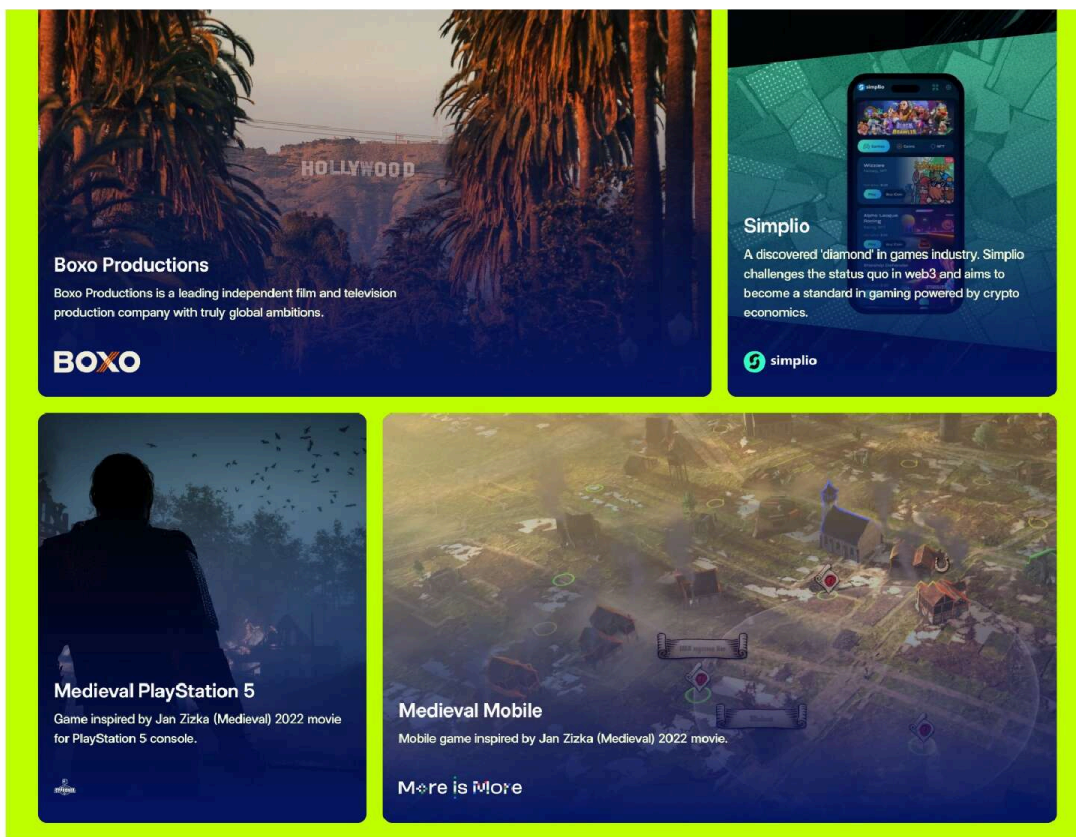 HOLLYWOOD
Boxo Productions
Boxo Productions is a leading independent film and television
production company with truly global ambitions.
BOXO
simplio
Simplio
A discovered 'diamond' in games industry. Simplio
challenges the status quo in web3 and aims to
become a standard in gaming powered by crypto
economics.
simplio
Medieval PlayStation 5
Game inspired by Jan Zizka (Medieval) 2022 movie
for PlayStation 5 console.
Medieval Mobile
Mobile game inspired by Jan Zizka (Medieval) 2022 movie.
More is More